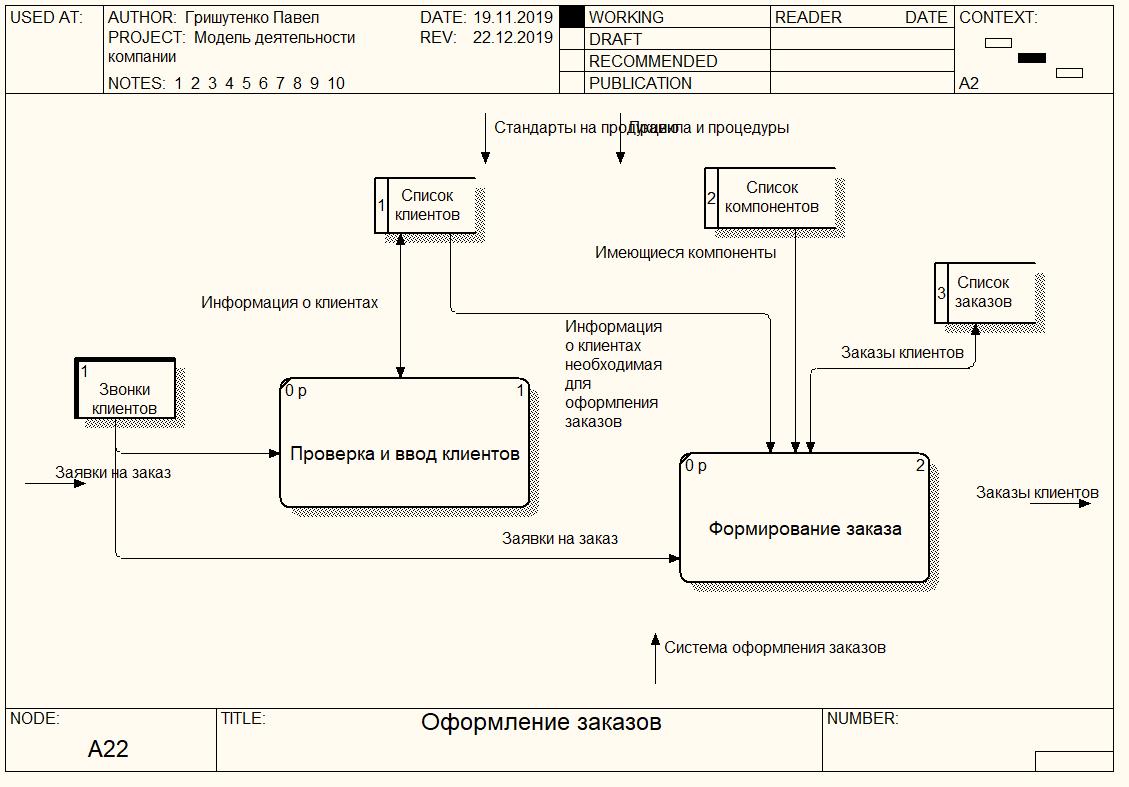 USED AT:
AUTHOR: Гришутенко Павел
DATE: 19.11.2019
PROJECT: Модель деятельности
компании
REV: 22.12.2019
NOTES: 1 2 3 4 5 6 7 8 9 10
WORKING
DRAFT
RECOMMENDED
PUBLICATION
READER
DATE
CONTEXT:
A2
Стандарты на продукцию
Правила и процедуры
1
Список
клиентов
2
Список
компонентов
Имеющиеся компоненты
3
Список
заказов
Информация о клиентах
Информация
о клиентах
необходимая
для
оформления
заказов
Заказы клиентов
1
Звонки
клиентов
0 р
1
Проверка и ввод клиентов
Заявки на заказ
0 р
2
Формирование заказа
Заказы клиентов
Заявки на заказ
Система оформления заказов
NODE:
A22
TITLE:
Оформление заказов
NUMBER: